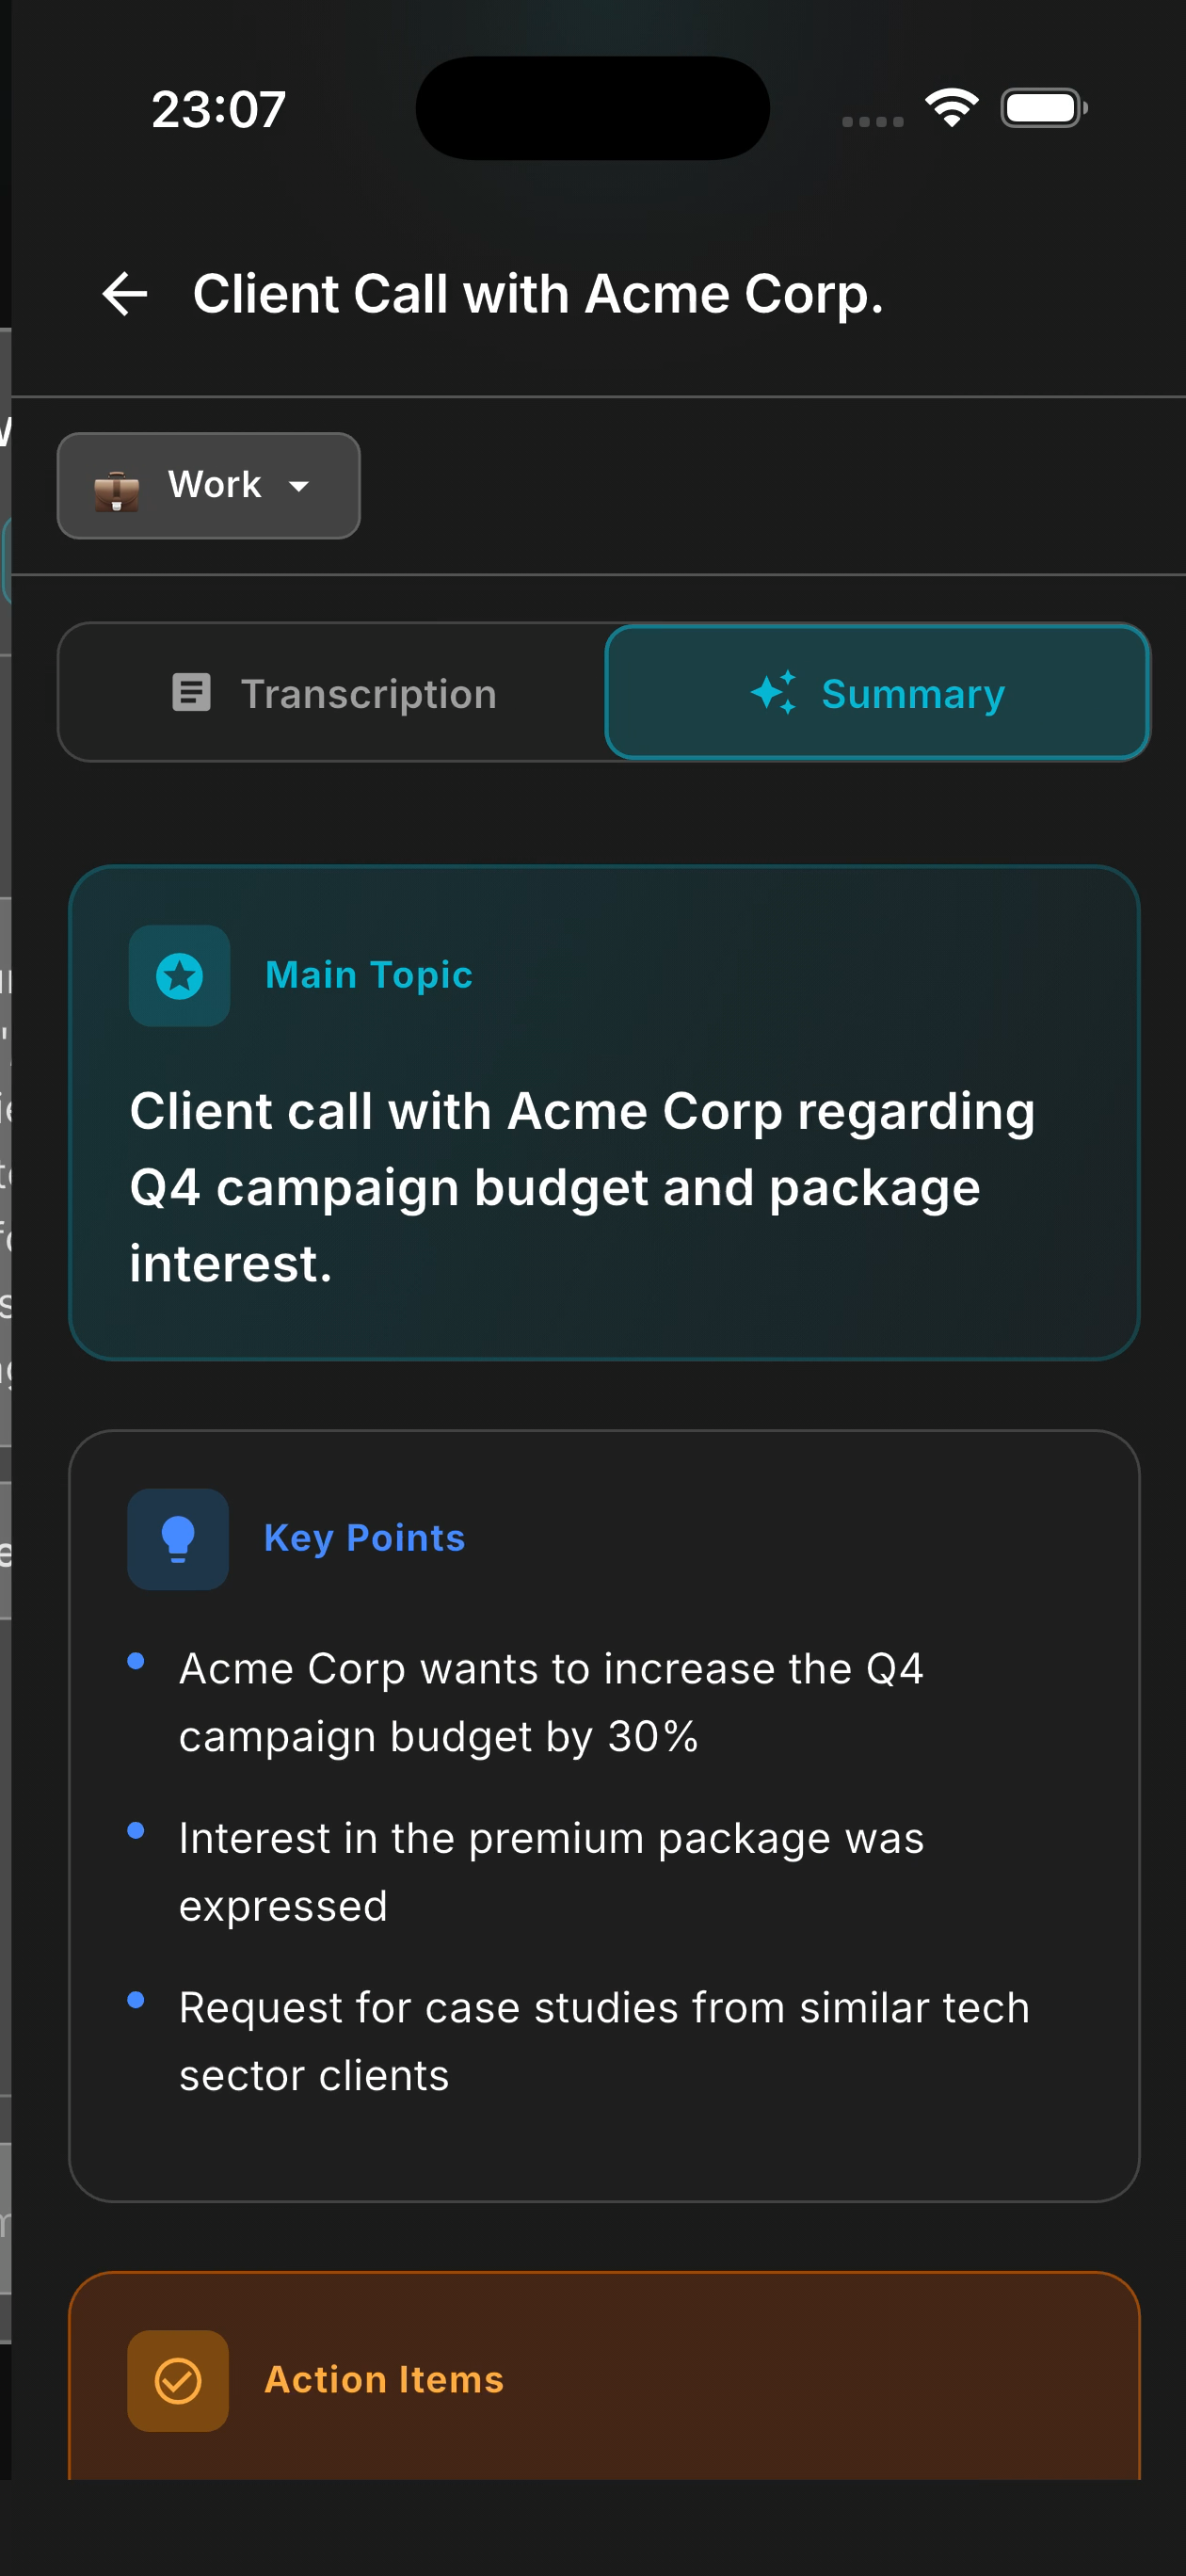 23:07
Client Call with Acme Corp.
Work
Transcription
Summary
Main Topic
Client call with Acme Corp regarding
Q4 campaign budget and package
interest.
Key Points
Acme Corp wants to increase the Q4
campaign budget by 30%
Interest in the premium package was
expressed
Request for case studies from similar tech
sector clients
Action Items